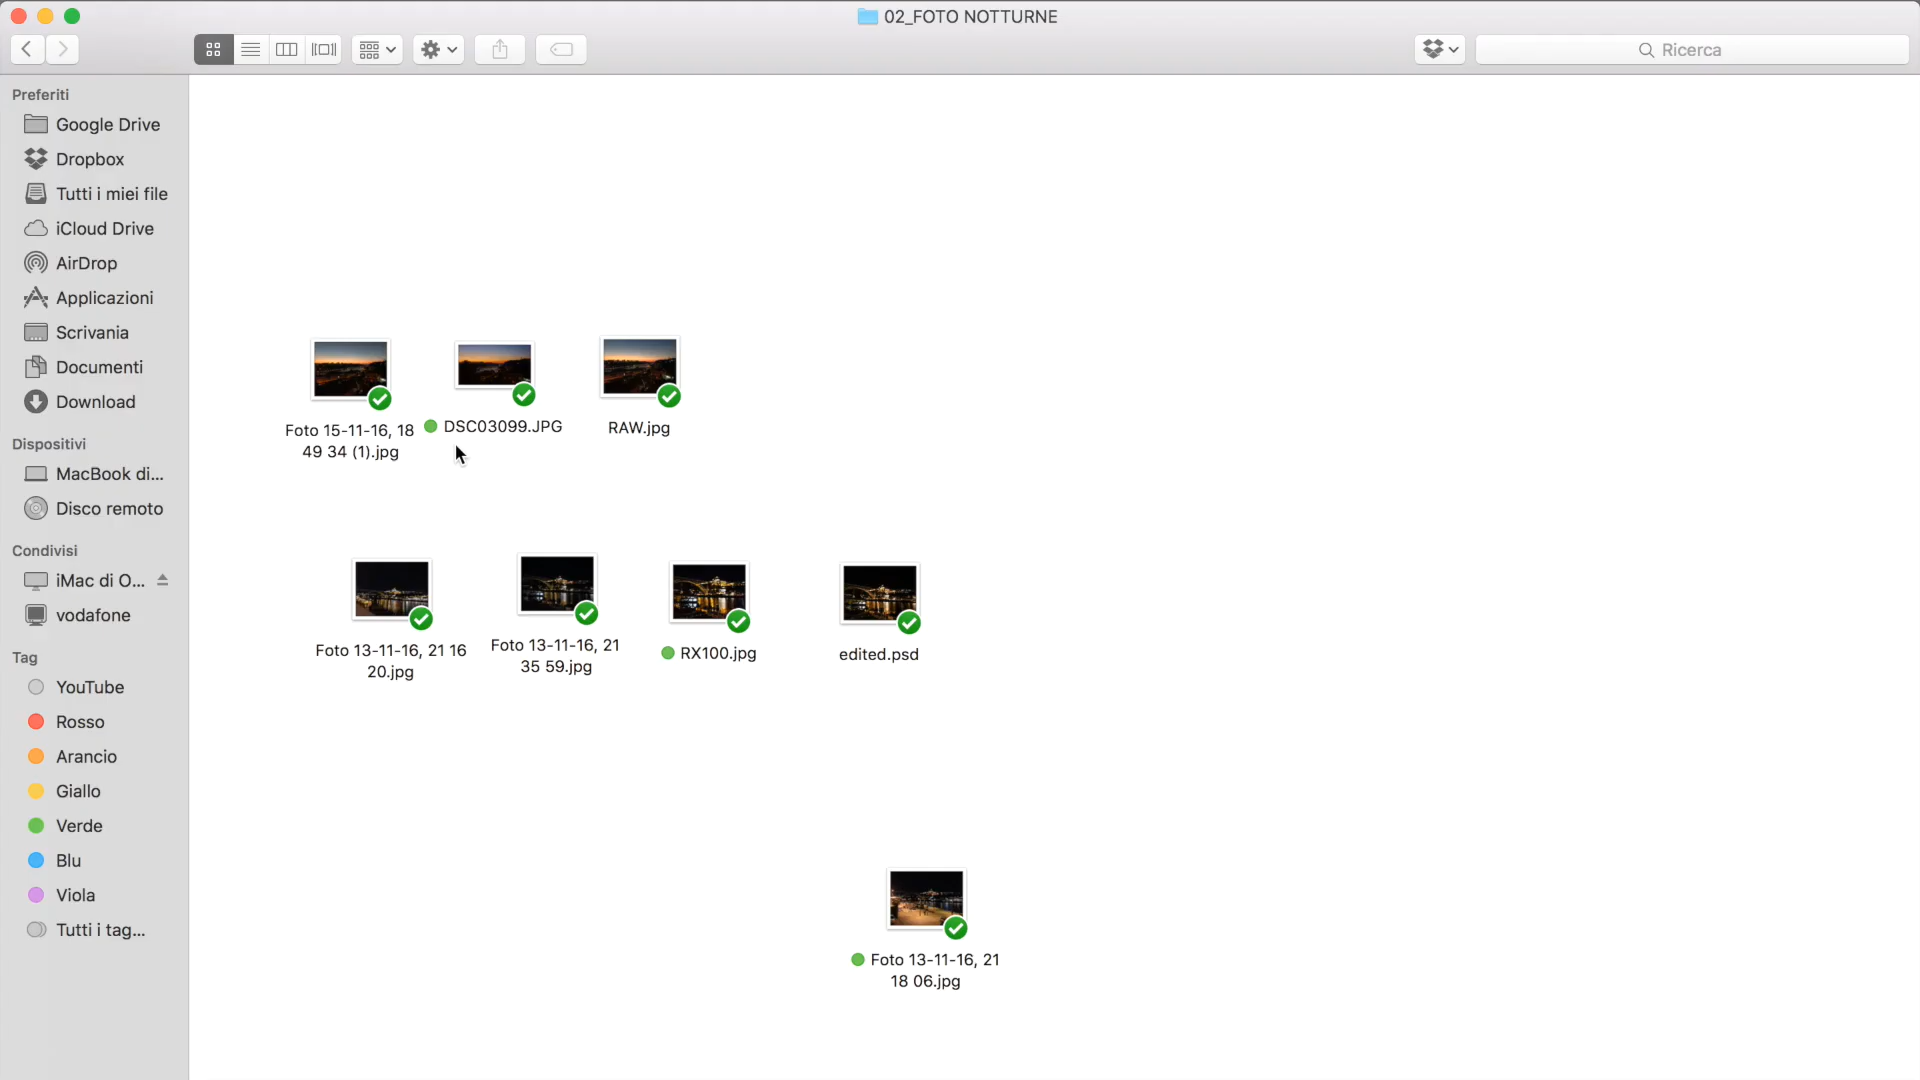 02_FOTO NOTTURNE
Ricerca
Preferiti
Google Drive
Dropbox
Tutti i miei file
iCloud Drive
AirDrop
Applicazioni
Scrivania
Documenti
Download
Dispositivi
MacBook di...
Disco remoto
Condivisi
iMac di O...
vodafone
Tag
YouTube
Rosso
Arancio
Giallo
Verde
Blu
Viola
Tutti i tag...
Foto 15-11-16, 18
49 34 (1).jpg
DSC03099.JPG
RAW.jpg
Foto 13-11-16, 21 16
20.jpg
Foto 13-11-16, 21
35 59.jpg
RX100.jpg
edited.psd
Foto 13-11-16, 21
18 06.jpg